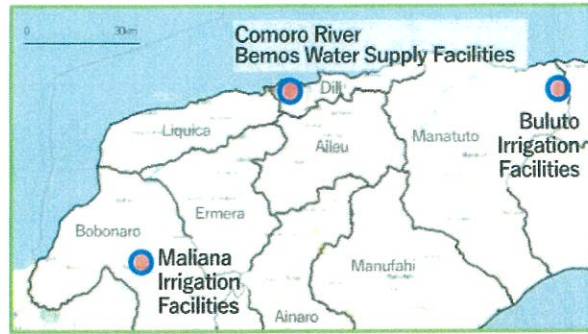 0 30km
Comoro River
Bemos Water Supply Facilities
Dili
Liquica
Aileu
Manatuto
Buluto
Irrigation
Facilities
Ermera
Bobonaro
Maliana
Irrigation
Facilities
Manufahi
Ainaro